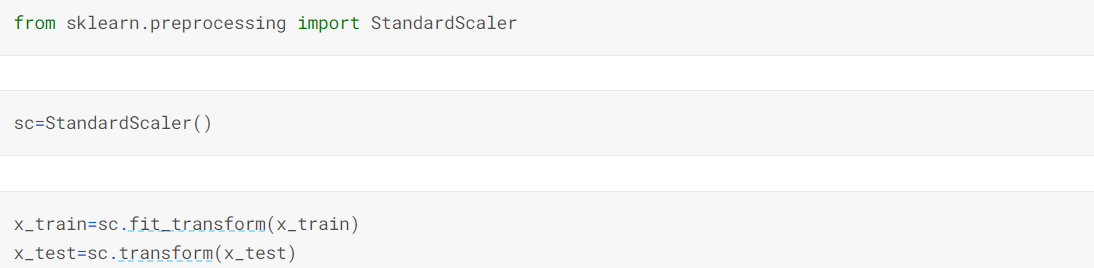 from sklearn.preprocessing import StandardScaler
sc=StandardScaler()
x_train=sc.fit_transform(x_train)
x_test=sc.transform(x_test)